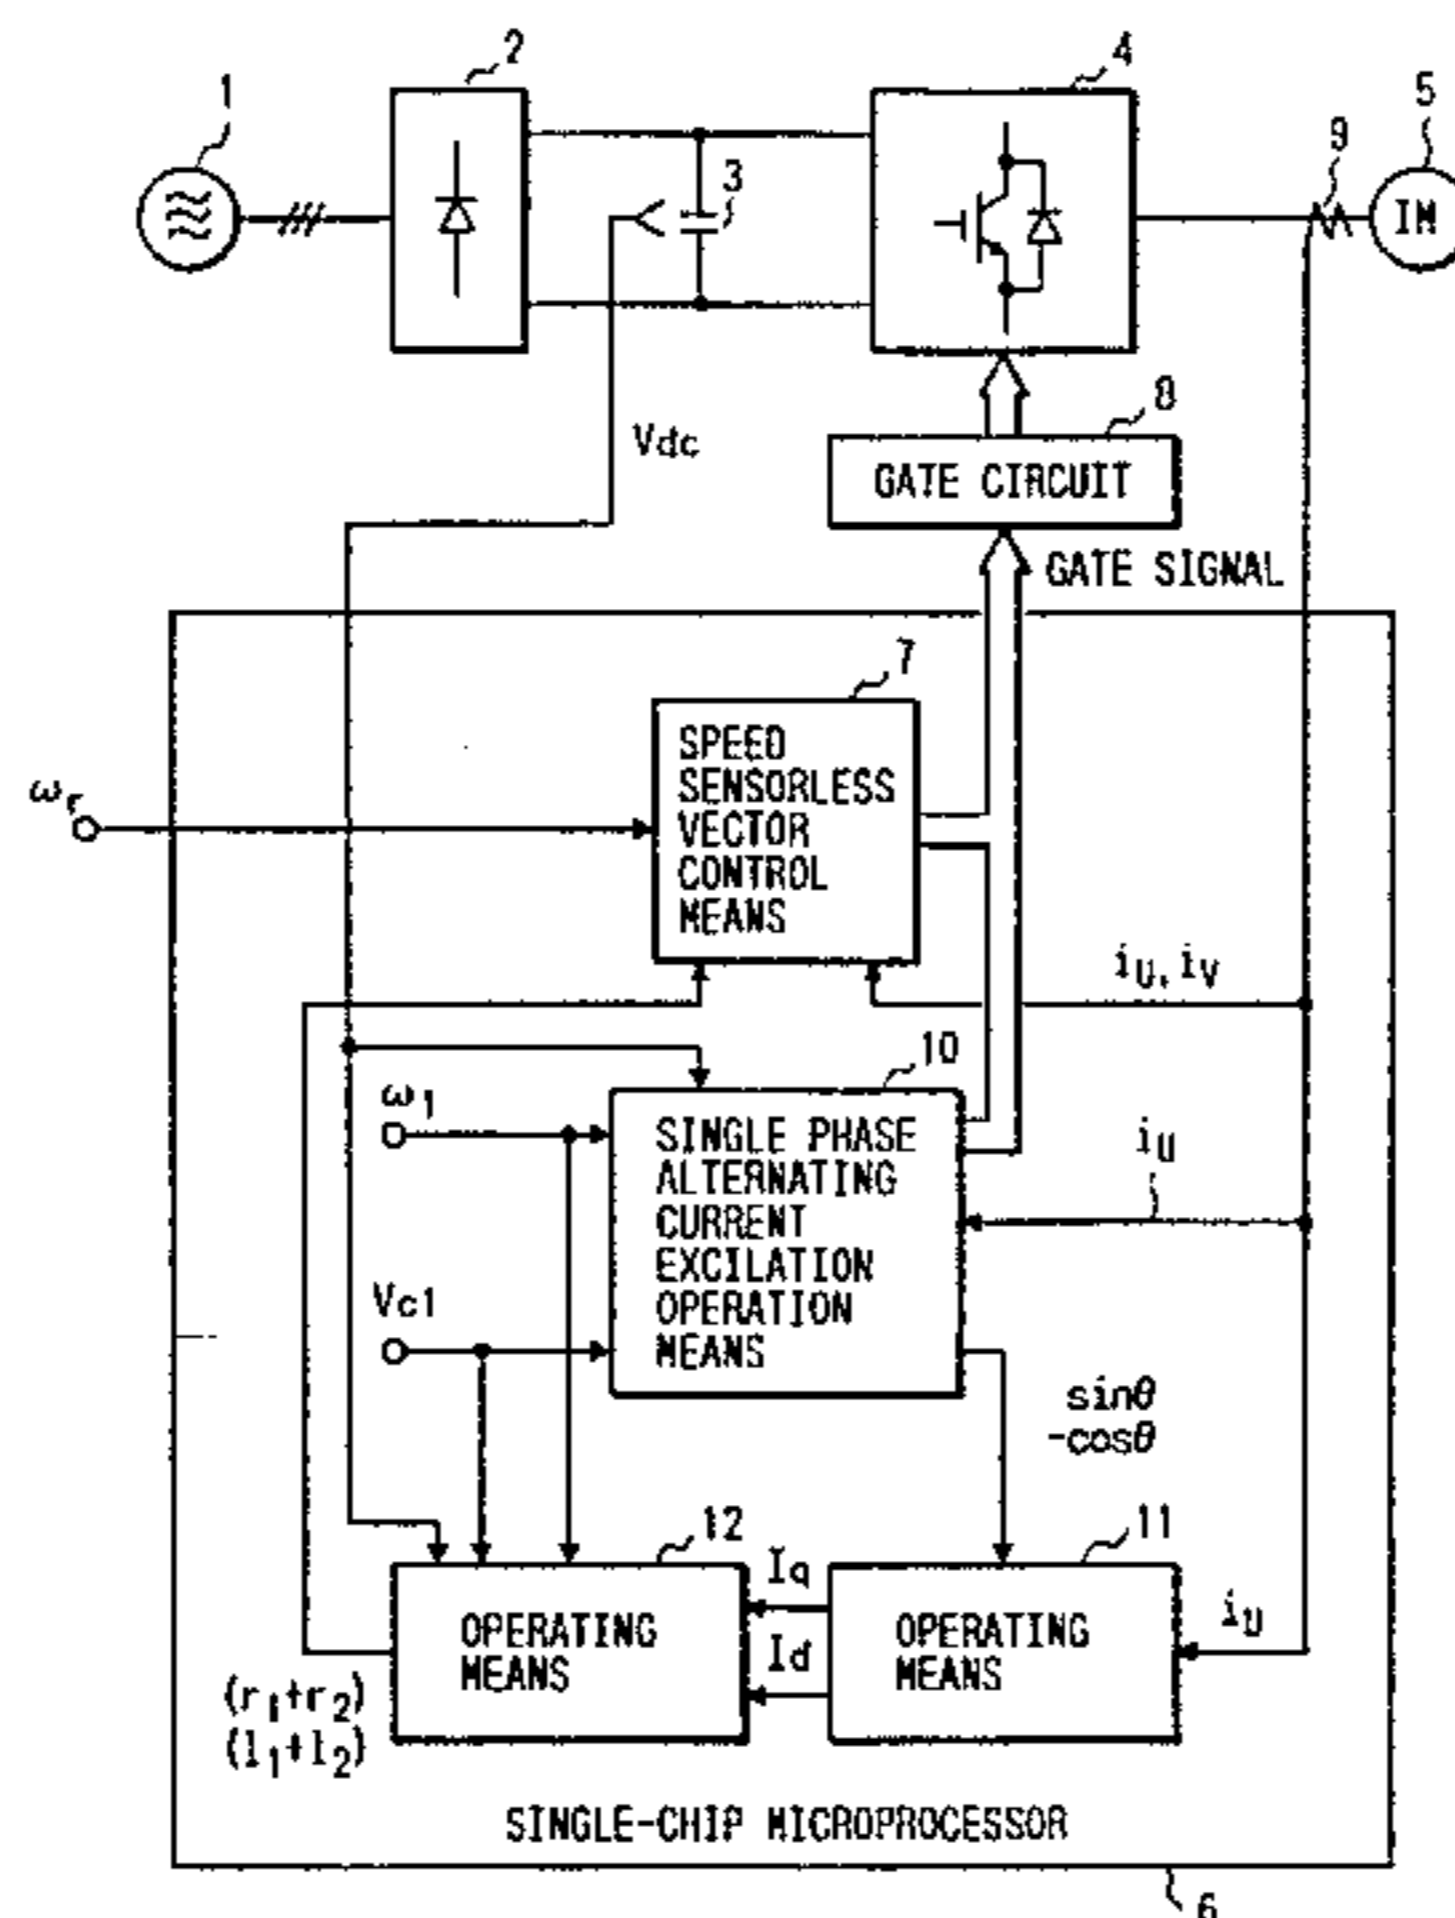 1
2
4
5
9
3
IM
Vdc
8
GATE CIRCUIT
GATE SIGNAL
7
SPEED
SENSORLESS
VECTOR
CONTROL
MEANS
ωr
iU, iV
10
ω1
SINGLE PHASE
ALTERNATING
CURRENT
EXCILATION
OPERATION
MEANS
iU
Vc1
sinθ
-cosθ
12
11
Iq
OPERATING
MEANS
Id
OPERATING
MEANS
iU
(r1+r2)
(l1+l2)
SINGLE-CHIP MICROPROCESSOR
6